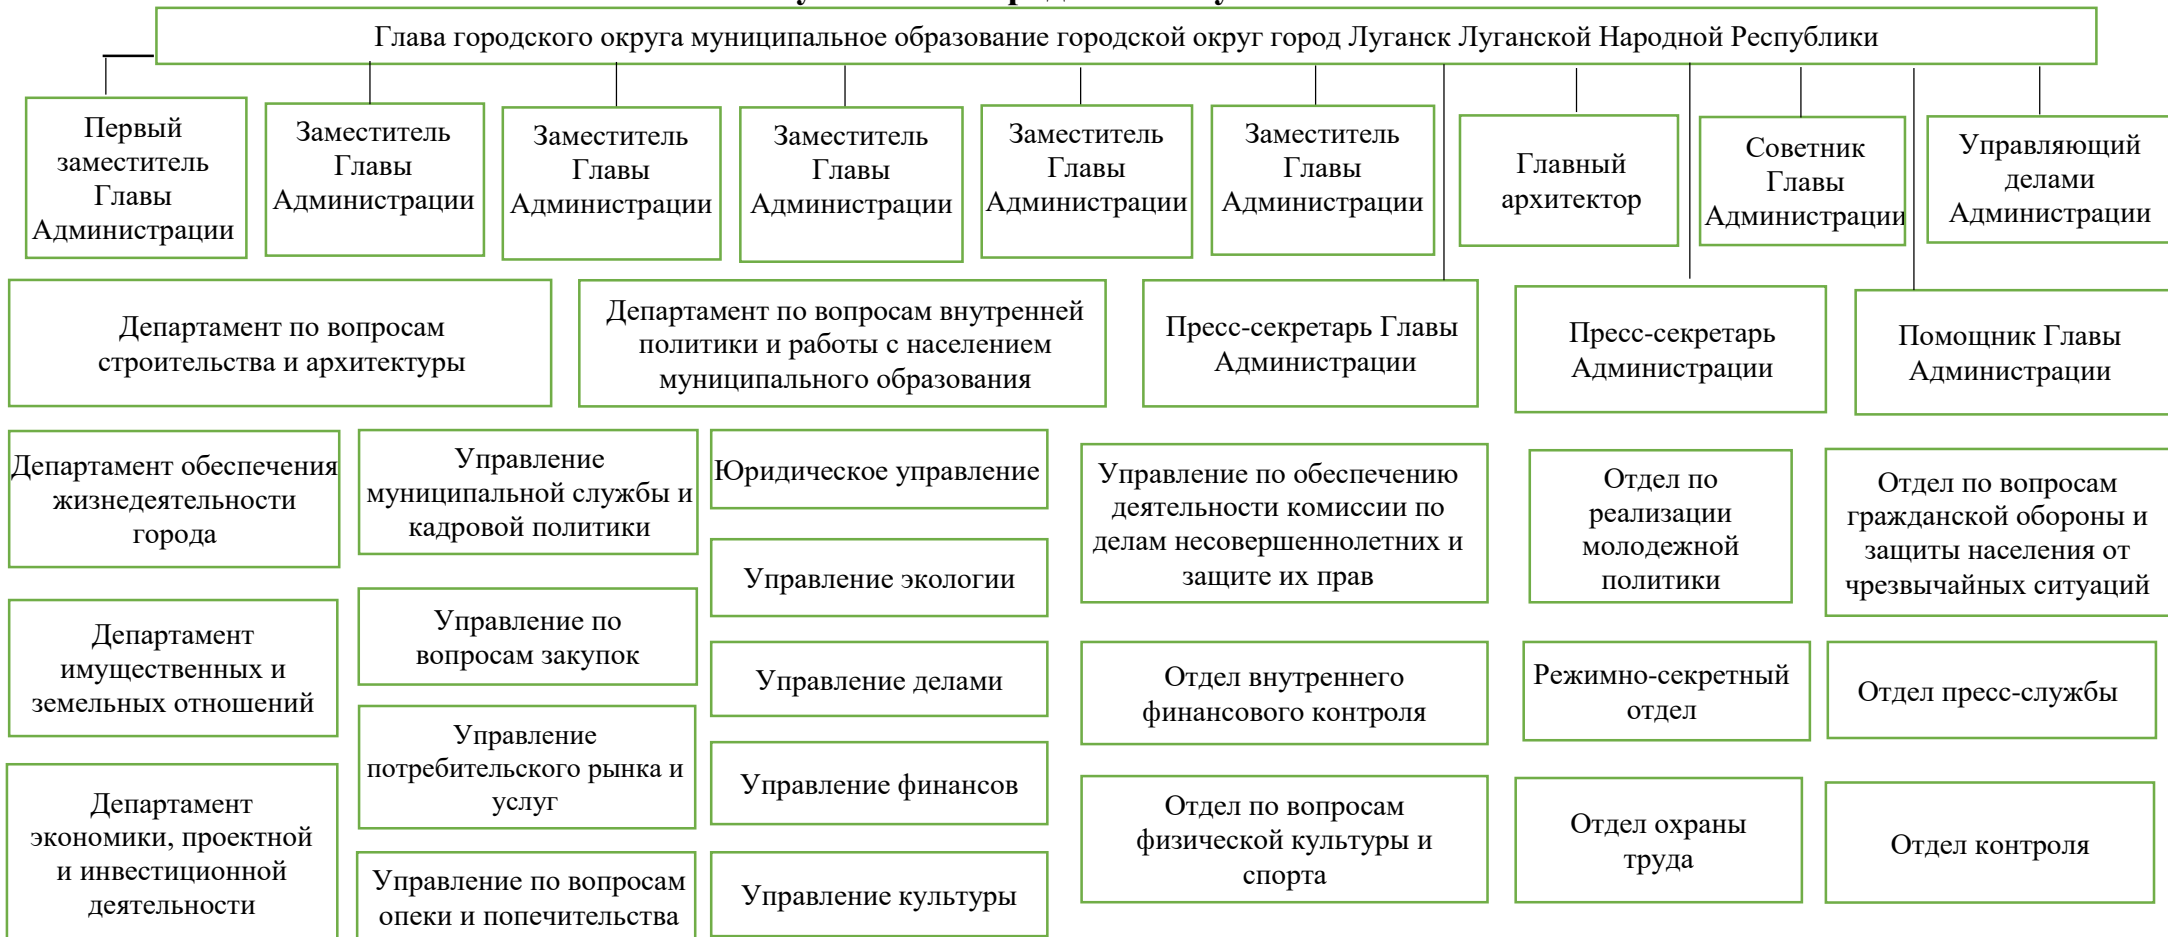 Глава городского округа муниципальное образование городской округ город Луганск Луганской Народной Республики
Первый
заместитель
Главы
Администрации
Заместитель
Главы
Администрации
Заместитель
Главы
Администрации
Заместитель
Главы
Администрации
Заместитель
Главы
Администрации
Заместитель
Главы
Администрации
Главный
архитектор
Советник
Главы
Администрации
Управляющий
делами
Администрации
Департамент по вопросам
строительства и архитектуры
Департамент по вопросам внутренней
политики и работы с населением
муниципального образования
Пресс-секретарь Главы
Администрации
Пресс-секретарь
Администрации
Помощник Главы
Администрации
Департамент обеспечения
жизнедеятельности
города
Управление
муниципальной службы и
кадровой политики
Юридическое управление
Управление по обеспечению
деятельности комиссии по
делам несовершеннолетних и
защите их прав
Отдел по
реализации
молодежной
политики
Отдел по вопросам
гражданской обороны и
защиты населения от
чрезвычайных ситуаций
Управление экологии
Департамент
имущественных и
земельных отношений
Управление по
вопросам закупок
Управление делами
Отдел внутреннего
финансового контроля
Режимно-секретный
отдел
Отдел пресс-службы
Управление
потребительского рынка и
услуг
Управление финансов
Департамент
экономики, проектной
и инвестиционной
деятельности
Отдел по вопросам
физической культуры и
спорта
Отдел охраны
труда
Отдел контроля
Управление по вопросам
опеки и попечительства
Управление культуры